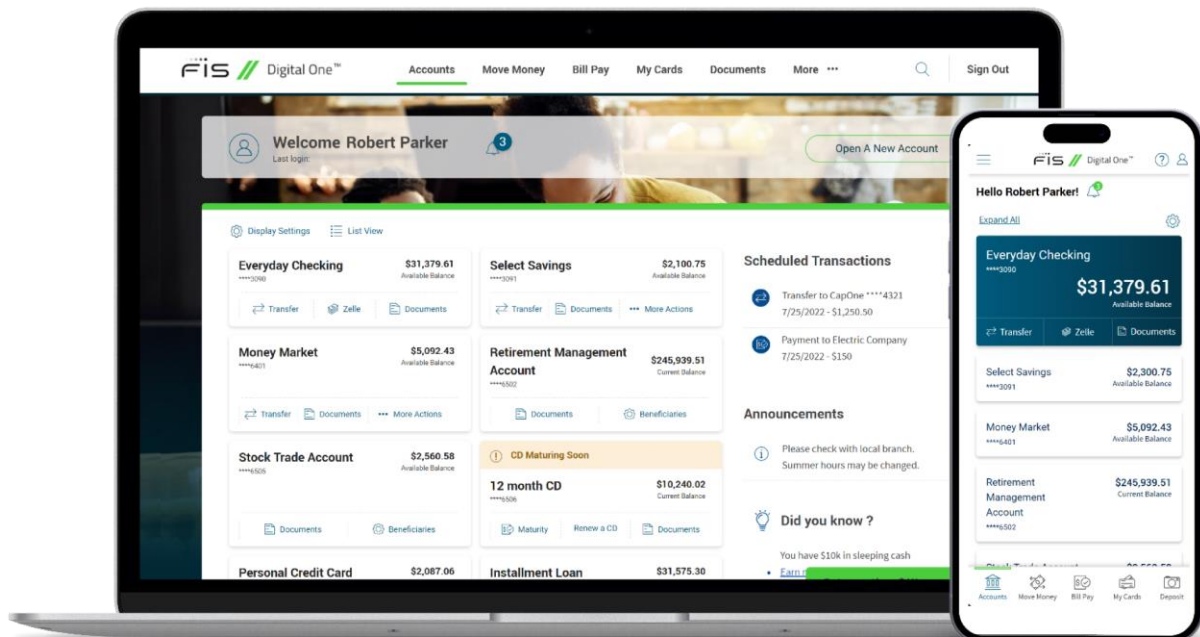 FIS Digital One™
Accounts Move Money Bill Pay My Cards Documents More ••• Sign Out
Welcome Robert Parker 3
Last login:
Open A New Account
Display Settings List View
Everyday Checking $31,379.61
****3090 Available Balance
Transfer Zelle Documents
Select Savings $2,100.75
****3091 Available Balance
Transfer Documents ••• More Actions
Money Market $5,092.43
****6401 Available Balance
Transfer Documents ••• More Actions
Retirement Management
Account $245,939.51
****6502 Current Balance
Documents Beneficiaries
Stock Trade Account $2,560.58
****6505 Available Balance
Documents Beneficiaries
CD Maturing Soon
12 month CD $10,240.02
****6506 Current Balance
Maturity Renew a CD Documents
Personal Credit Card $2,087.06
Installment Loan $31,575.30
Scheduled Transactions
Transfer to CapOne ****4321
7/25/2022 - $1,250.50
Payment to Electric Company
7/25/2022 - $150
Announcements
Please check with local branch.
Summer hours may be changed.
Did you know ?
You have $10k in sleeping cash
FIS Digital One™ ?
Hello Robert Parker!
Expand All
Everyday Checking
****3090
$31,379.61
Available Balance
Transfer Zelle Documents
Select Savings $2,300.75
****3091 Available Balance
Money Market $5,092.43
****6401 Available Balance
Retirement $245,939.51
Management Current Balance
Account
****6502
Accounts Move Money Bill Pay My Cards Deposit